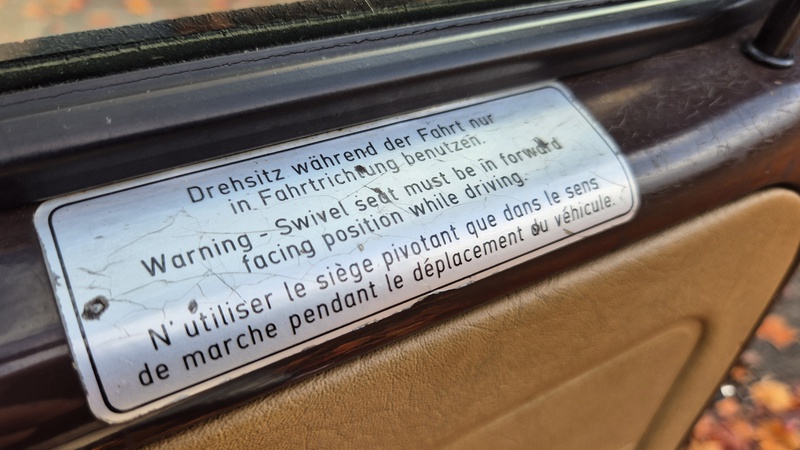 Drehsitz während der Fahrt nur
in Fahrtrichtung benutzen.
Warning - Swivel seat must be in forward
facing position while driving.
N' utiliser le siège pivotant que dans le sens
de marche pendant le déplacement du véhicule.